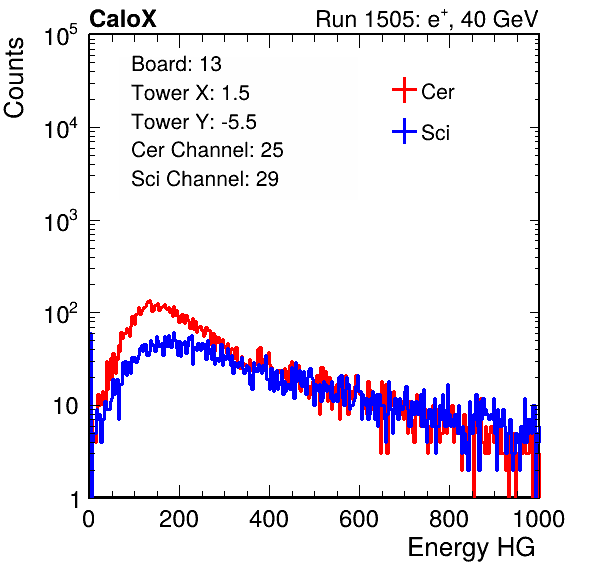 CaloX Run 1505: e⁺, 40 GeV
Board: 13
Tower X: 1.5
Tower Y: -5.5
Cer Channel: 25
Sci Channel: 29
Cer
Sci
Counts
10⁵
10⁴
10³
10²
10
1
0 200 400 600 800 1000
Energy HG